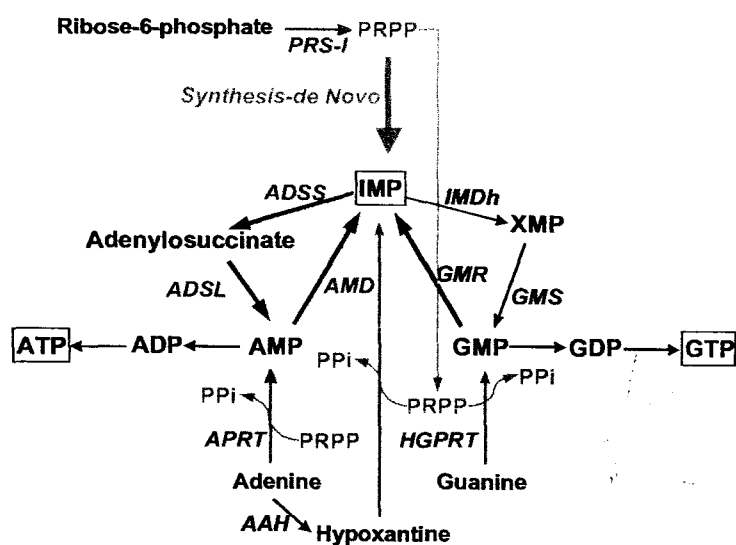 Ribose-6-phosphate PRS-I PRPP
Synthesis-de Novo
ADSS IMP IMDh
Adenylosuccinate XMP
ADSL AMD GMR GMS
ATP ADP AMP GMP GDP GTP
PPi PPi
PPi PRPP
APRT PRPP HGPRT
Adenine Guanine
AAH Hypoxantine